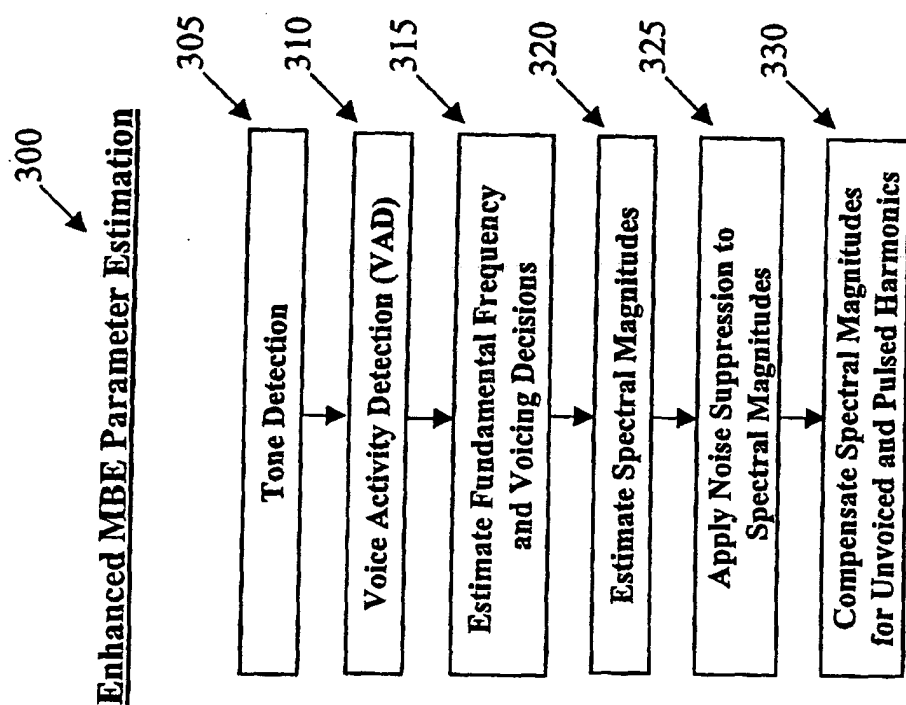 300
Enhanced MBE Parameter Estimation
305
Tone Detection
310
Voice Activity Detection (VAD)
315
Estimate Fundamental Frequency
and Voicing Decisions
320
Estimate Spectral Magnitudes
325
Apply Noise Suppression to
Spectral Magnitudes
330
Compensate Spectral Magnitudes
for Unvoiced and Pulsed Harmonics